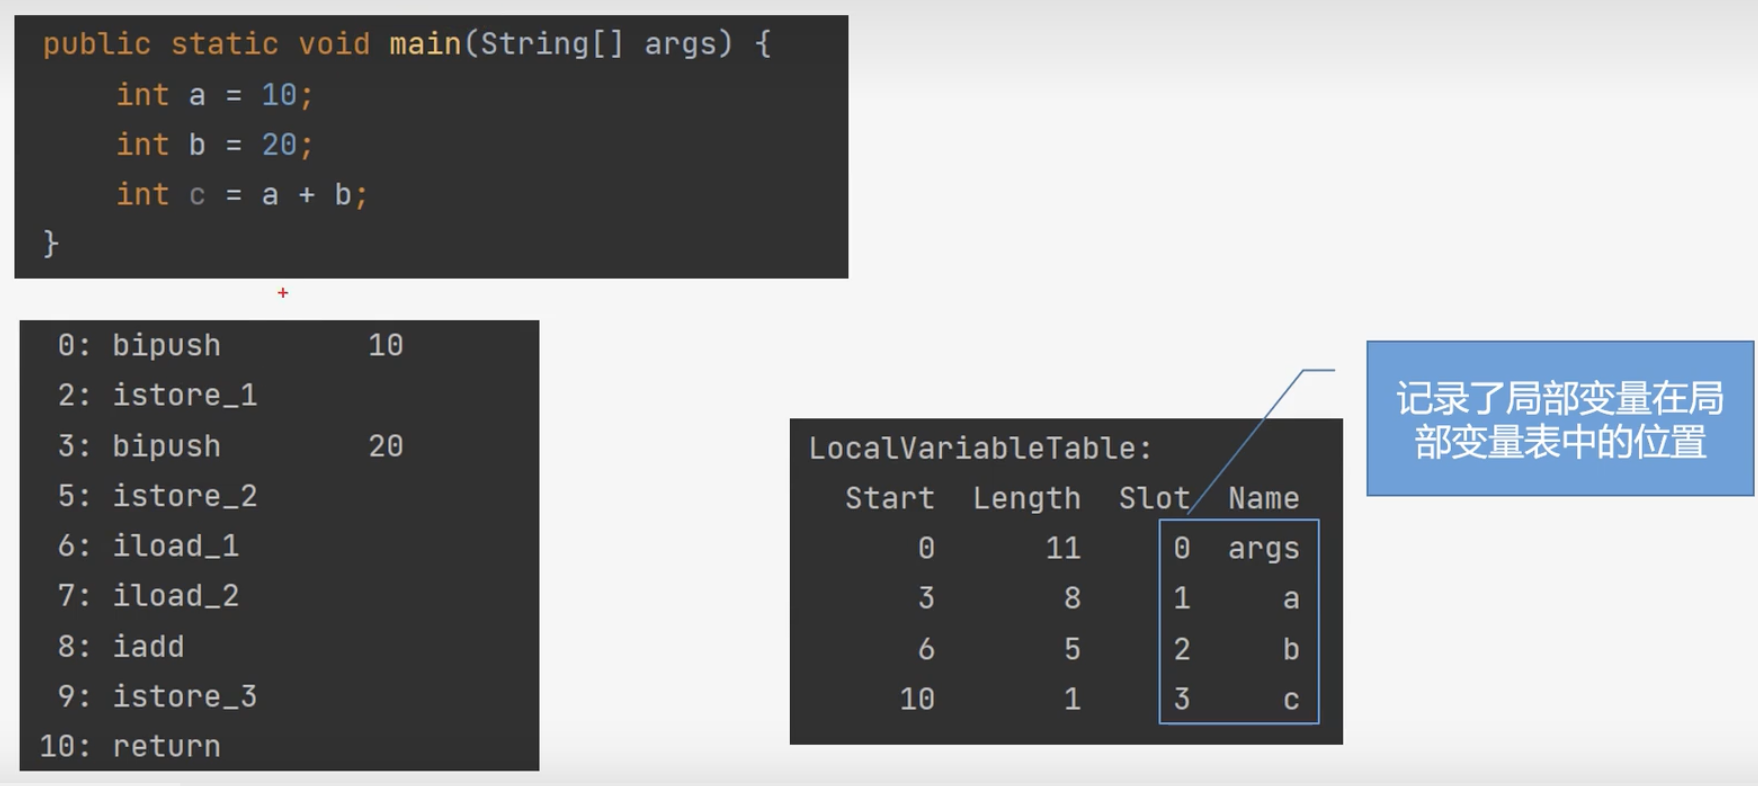 public static void main(String[] args) {
    int a = 10;
    int b = 20;
    int c = a + b;
}
0: bipush 10
2: istore_1
3: bipush 20
5: istore_2
6: iload_1
7: iload_2
8: iadd
9: istore_3
10: return
LocalVariableTable:
Start Length Slot Name
0 11 0 args
3 8 1 a
6 5 2 b
10 1 3 c
记录了局部变量在局
部变量表中的位置